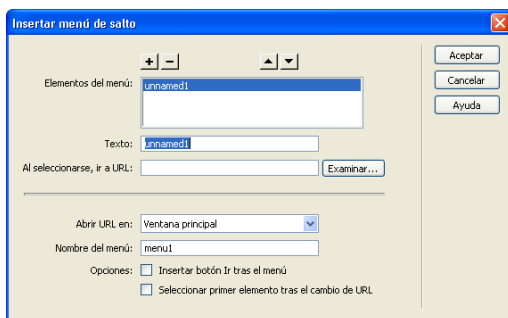 Insertar menú de salto
Aceptar
Elementos del menú: unnamed1
Cancelar
Ayuda
Texto: unnamed1
Al seleccionarse, ir a URL: Examinar...
Abrir URL en: Ventana principal
Nombre del menú: menu1
Opciones: Insertar botón Ir tras el menú
Seleccionar primer elemento tras el cambio de URL